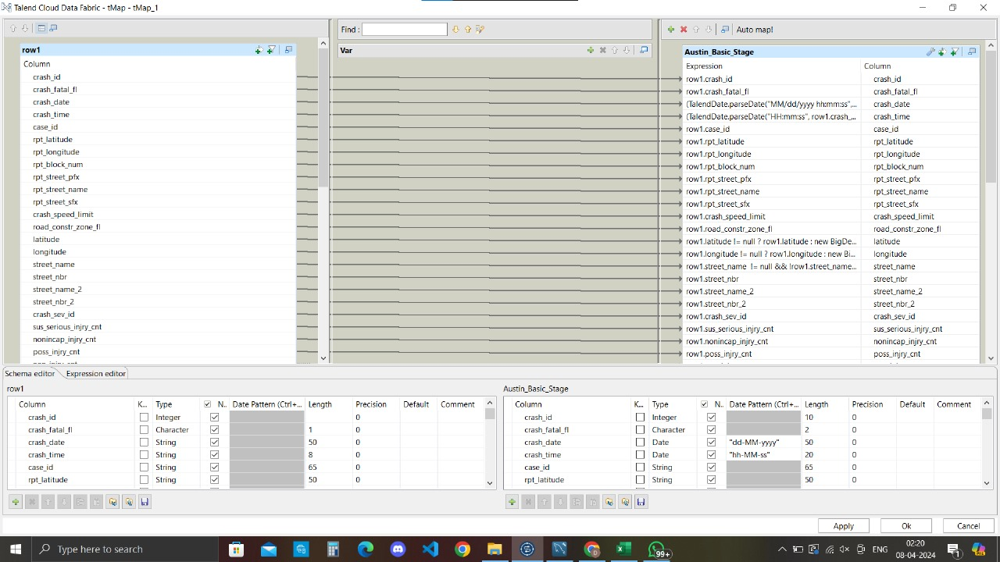 Talend Cloud Data Fabric - tMap - tMap_1
Find :
Auto map!
row1
Column
crash_id
crash_fatal_fl
crash_date
crash_time
case_id
rpt_latitude
rpt_longitude
rpt_block_num
rpt_street_pfx
rpt_street_name
rpt_street_sfx
crash_speed_limit
road_constr_zone_fl
latitude
longitude
street_name
street_nbr
street_name_2
street_nbr_2
crash_sev_id
sus_serious_injry_cnt
nonincap_injry_cnt
poss_injry_cnt
Var
Austin_Basic_Stage
Expression Column
row1.crash_id crash_id
row1.crash_fatal_fl crash_fatal_fl
(TalendDate.parseDate("MM/dd/yyyy hh:mm:ss",... crash_date
(TalendDate.parseDate("HH:mm:ss", row1.crash_... crash_time
row1.case_id case_id
row1.rpt_latitude rpt_latitude
row1.rpt_longitude rpt_longitude
row1.rpt_block_num rpt_block_num
row1.rpt_street_pfx rpt_street_pfx
row1.rpt_street_name rpt_street_name
row1.rpt_street_sfx rpt_street_sfx
row1.crash_speed_limit crash_speed_limit
row1.road_constr_zone_fl road_constr_zone_fl
row1.latitude != null ? row1.latitude : new BigDe... latitude
row1.longitude != null ? row1.longitude : new Bi... longitude
row1.street_name != null && !row1.street_name... street_name
row1.street_nbr street_nbr
row1.street_name_2 street_name_2
row1.street_nbr_2 street_nbr_2
row1.crash_sev_id crash_sev_id
row1.sus_serious_injry_cnt sus_serious_injry_cnt
row1.nonincap_injry_cnt nonincap_injry_cnt
row1.poss_injry_cnt poss_injry_cnt
Schema editor Expression editor
row1
Column K... Type N.. Date Pattern (Ctrl+... Length Precision Default Comment
crash_id Integer 0
crash_fatal_fl Character 1 0
crash_date String 50 0
crash_time String 8 0
case_id String 65 0
rpt_latitude String 50 0
Austin_Basic_Stage
Column K... Type N.. Date Pattern (Ctrl+... Length Precision Default Comment
crash_id Integer 10 0
crash_fatal_fl Character 2 0
crash_date Date "dd-MM-yyyy" 50 0
crash_time Date "hh-MM-ss" 20 0
case_id String 65 0
rpt_latitude String 50 0
Apply Ok Cancel
Type here to search
99+
ENG
02:20
08-04-2024
1